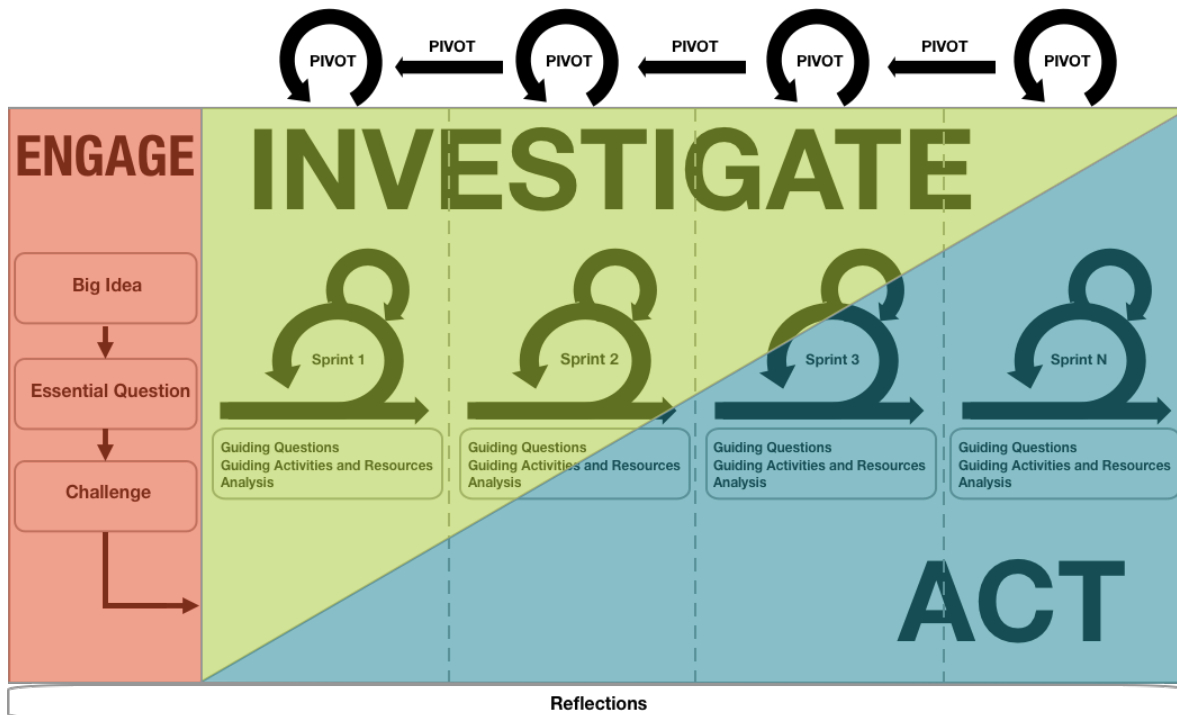 PIVOT
PIVOT
PIVOT
PIVOT
PIVOT
PIVOT
PIVOT
ENGAGE
INVESTIGATE
Big Idea
Essential Question
Challenge
Sprint 1
Guiding Questions
Guiding Activities and Resources
Analysis
Sprint 2
Guiding Questions
Guiding Activities and Resources
Analysis
Sprint 3
Guiding Questions
Guiding Activities and Resources
Analysis
Sprint N
Guiding Questions
Guiding Activities and Resources
Analysis
ACT
Reflections